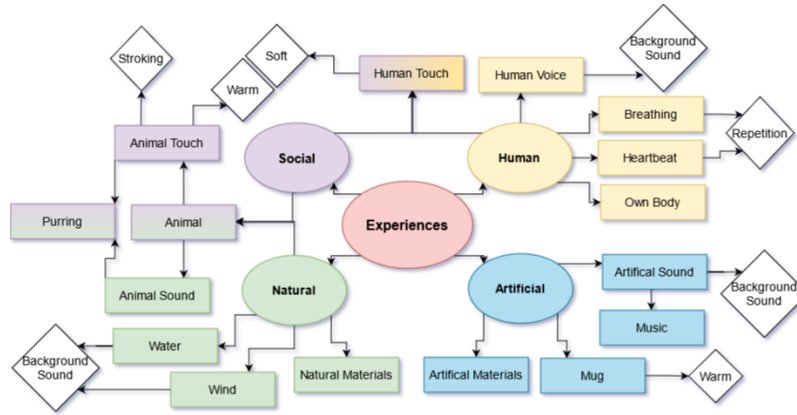 Background
Sound
Stroking
Soft
Human Touch
Human Voice
Warm
Breathing
Repetition
Animal Touch
Social
Human
Heartbeat
Own Body
Purring
Animal
Experiences
Animal Sound
Natural
Artificial
Artifical Sound
Background
Sound
Music
Water
Background
Sound
Wind
Natural Materials
Artifical Materials
Mug
Warm